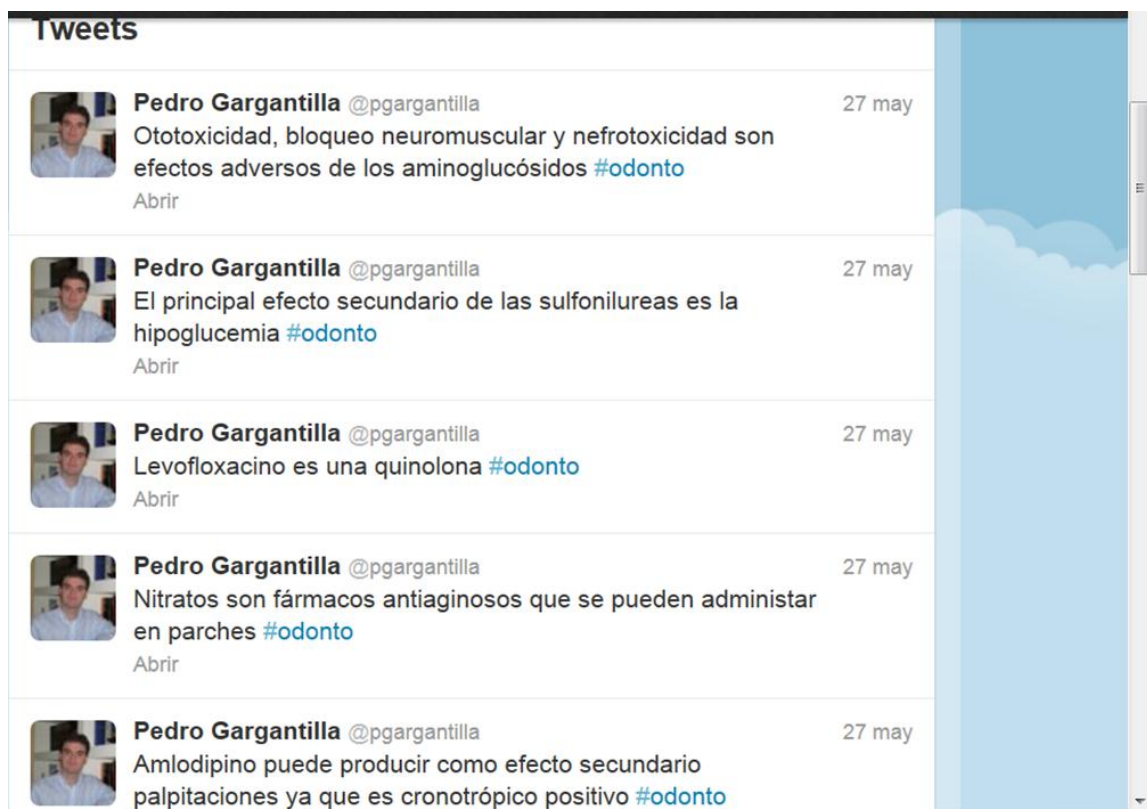 Tweets
Pedro Gargantilla @pgargantilla 27 may
Ototoxicidad, bloqueo neuromuscular y nefrotoxicidad son
efectos adversos de los aminoglucósidos #odonto
Abrir
Pedro Gargantilla @pgargantilla 27 may
El principal efecto secundario de las sulfonilureas es la
hipoglucemia #odonto
Abrir
Pedro Gargantilla @pgargantilla 27 may
Levofloxacino es una quinolona #odonto
Abrir
Pedro Gargantilla @pgargantilla 27 may
Nitratos son fármacos antiaginosos que se pueden administar
en parches #odonto
Abrir
Pedro Gargantilla @pgargantilla 27 may
Amlodipino puede producir como efecto secundario
palpitaciones ya que es cronotrópico positivo #odonto